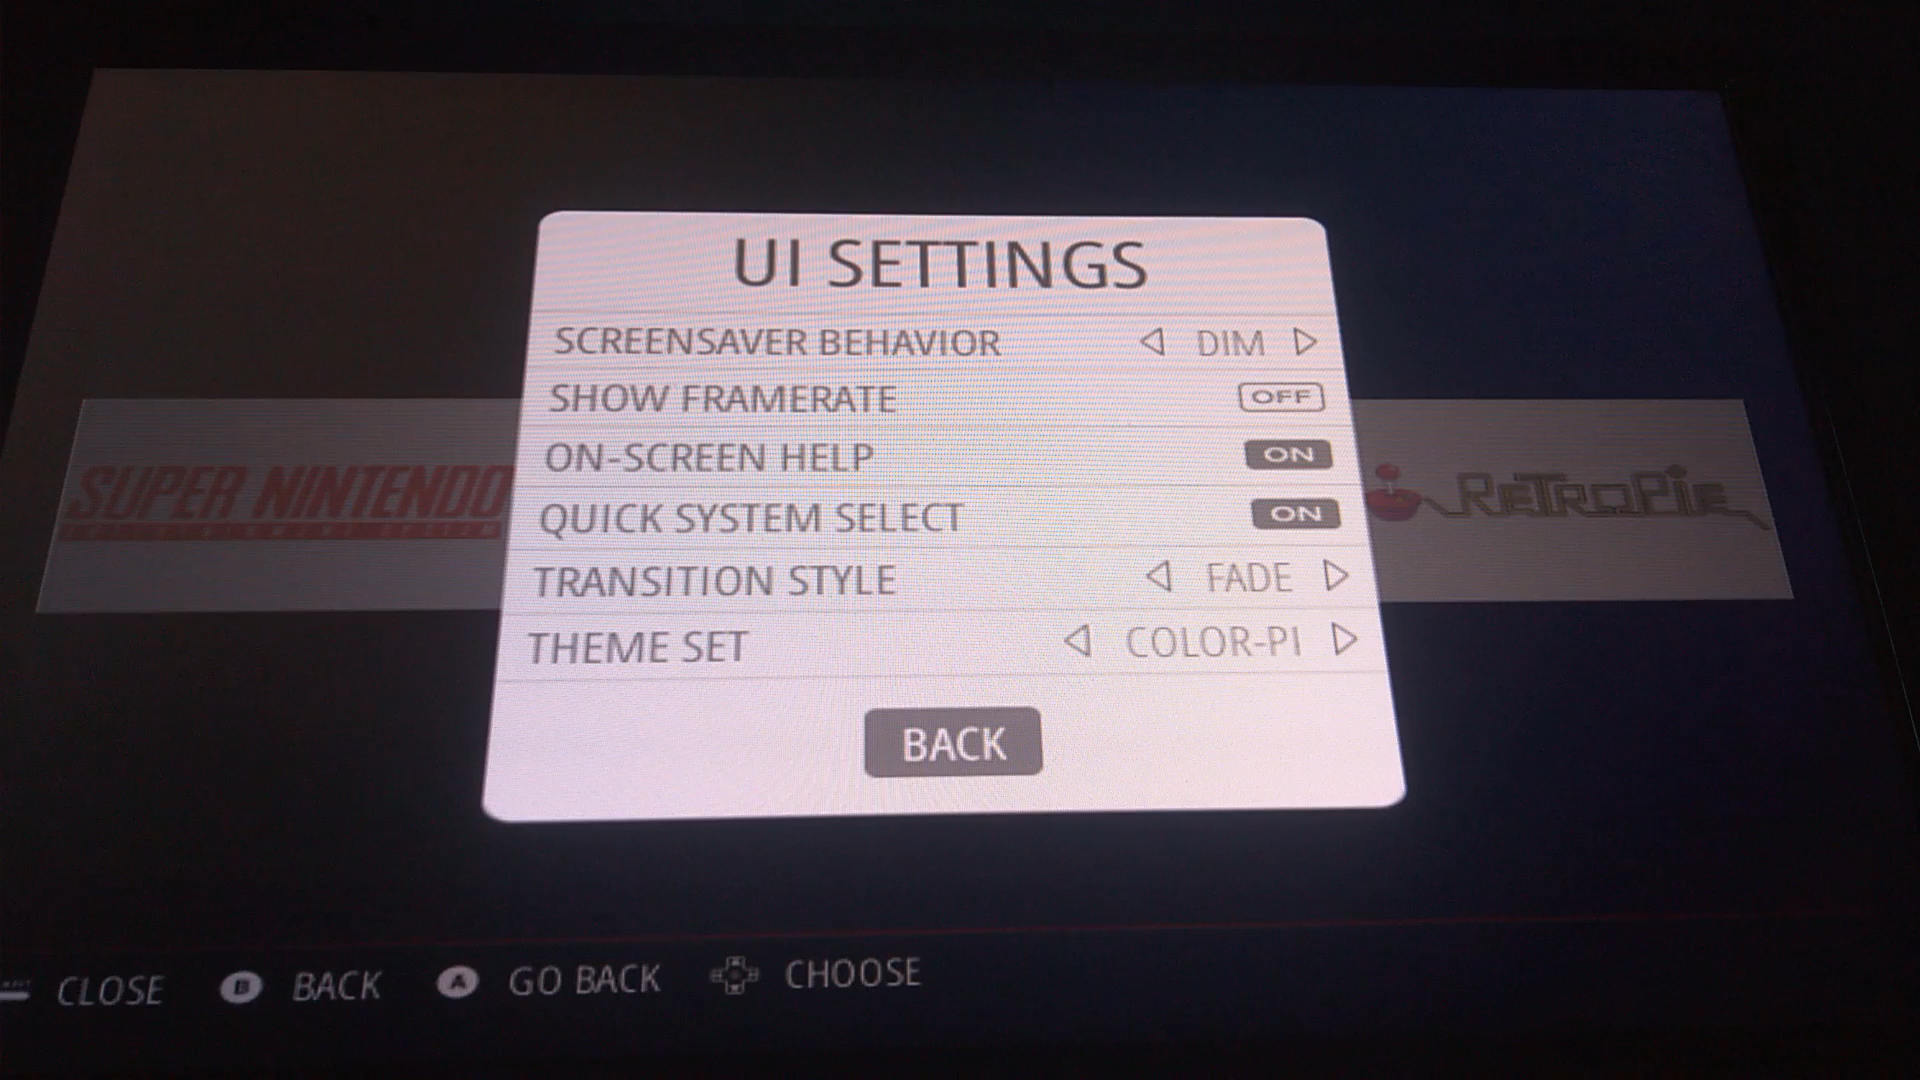 UI SETTINGS
SCREENSAVER BEHAVIOR DIM
SHOW FRAMERATE OFF
ON-SCREEN HELP ON
SUPER NINTENDO
QUICK SYSTEM SELECT ON
RETROPIE
TRANSITION STYLE FADE
THEME SET COLOR-PI
BACK
CLOSE B BACK A GO BACK CHOOSE